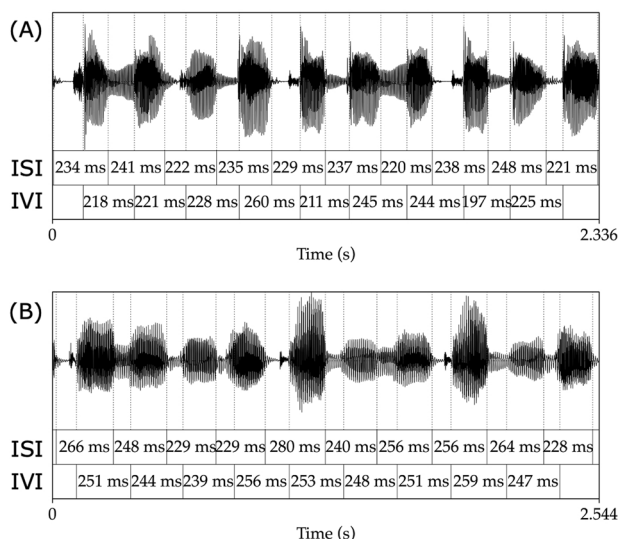 (A)
ISI 234 ms 241 ms 222 ms 235 ms 229 ms 237 ms 220 ms 238 ms 248 ms 221 ms
IVI 218 ms 221 ms 228 ms 260 ms 211 ms 245 ms 244 ms 197 ms 225 ms
0 2.336
Time (s)
(B)
ISI 266 ms 248 ms 229 ms 229 ms 280 ms 240 ms 256 ms 256 ms 264 ms 228 ms
IVI 251 ms 244 ms 239 ms 256 ms 253 ms 248 ms 251 ms 259 ms 247 ms
0 2.544
Time (s)